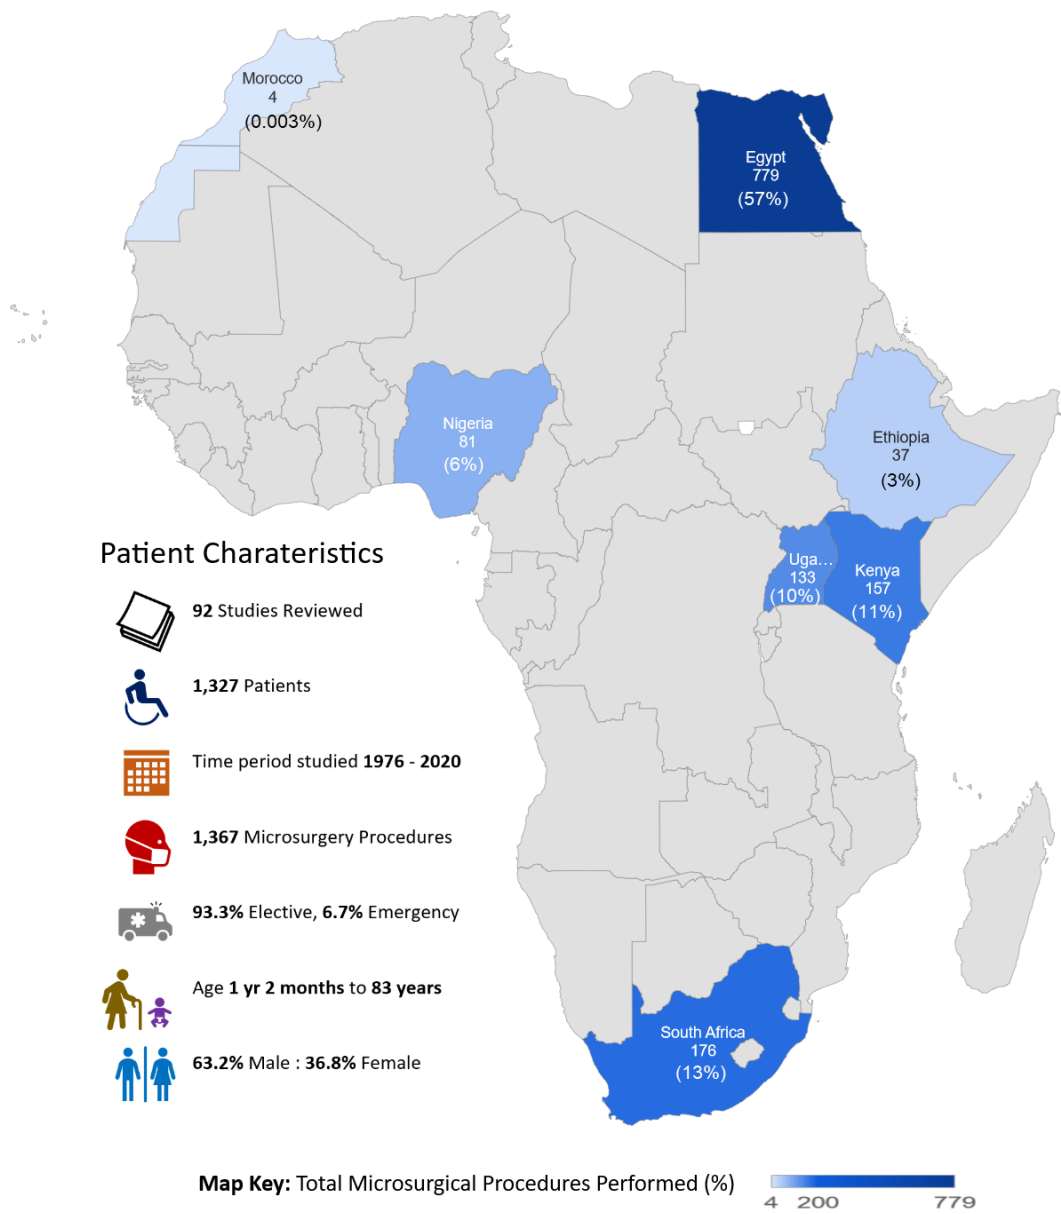 Morocco
4
(0.003%)
Egypt
779
(57%)
Nigeria
81
(6%)
Ethiopia
37
(3%)
Uga...
133
(10%)
Kenya
157
(11%)
South Africa
176
(13%)
Patient Charateristics
92 Studies Reviewed
1,327 Patients
Time period studied 1976 - 2020
1,367 Microsurgery Procedures
93.3% Elective, 6.7% Emergency
Age 1 yr 2 months to 83 years
63.2% Male : 36.8% Female
Map Key: Total Microsurgical Procedures Performed (%)
4 200 779